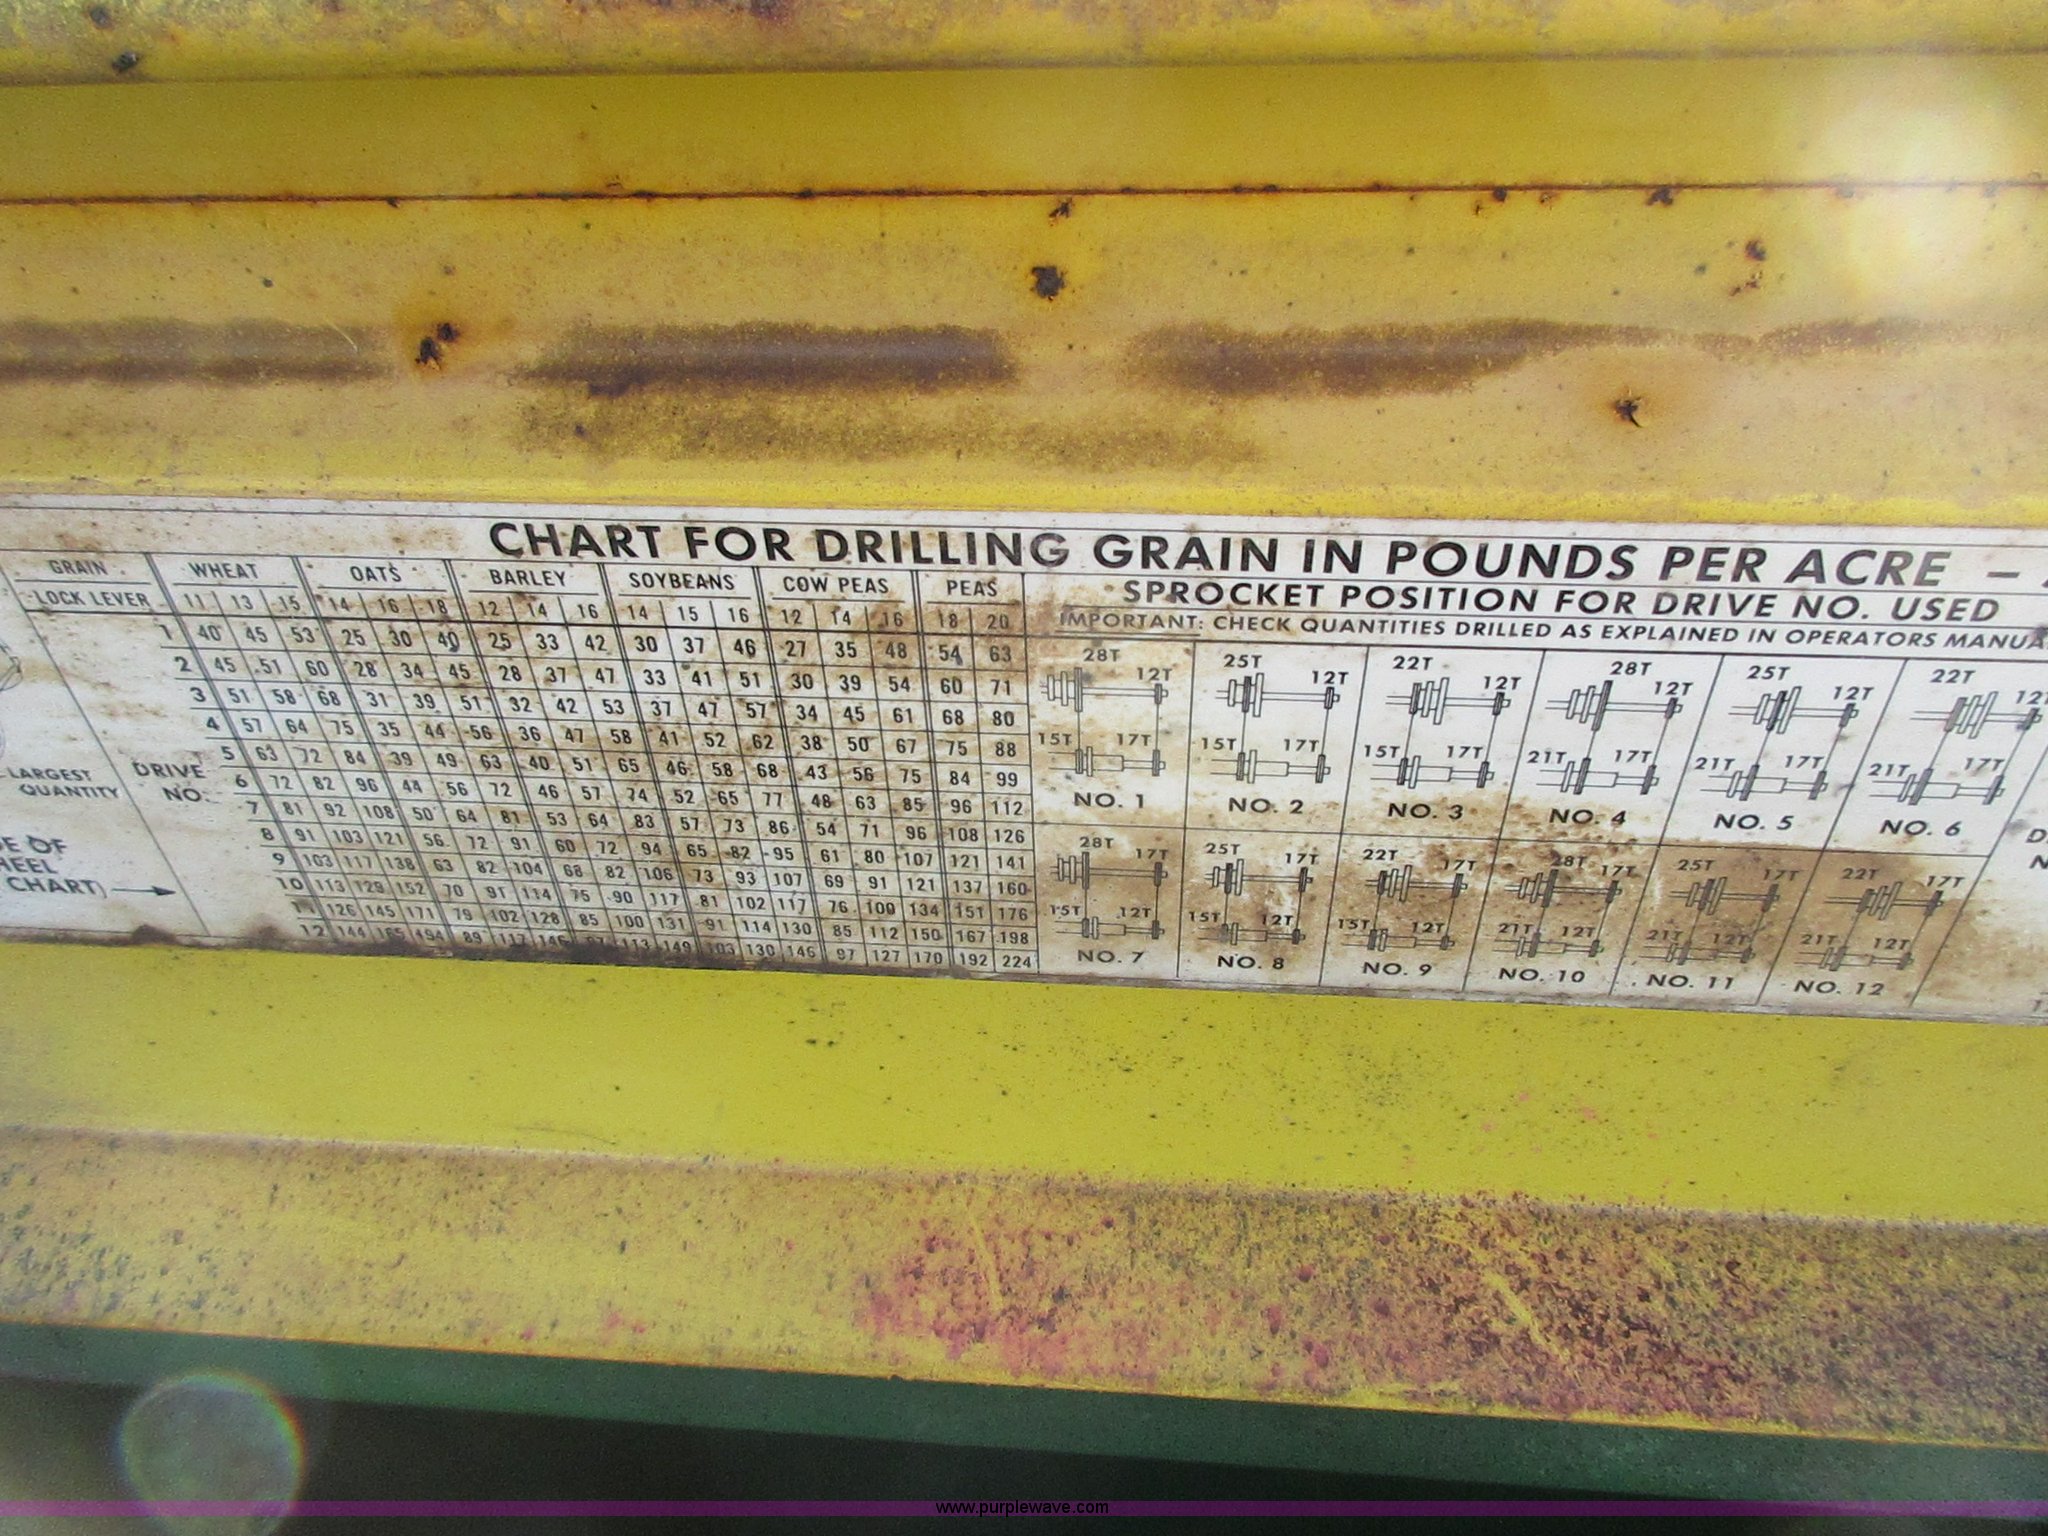 CHART FOR DRILLING GRAIN IN POUNDS PER ACRE –
GRAIN WHEAT OATS BARLEY SOYBEANS COW PEAS PEAS
LOCK LEVER 11 13 15 14 16 18 12 14 16 14 15 16 12 14 16 18 20
1 40 45 53 25 30 40 25 33 42 30 37 46 27 35 48 54 63
2 45 51 60 28 34 45 28 37 47 33 41 51 30 39 54 60 71
3 51 58 68 31 39 51 32 42 53 37 47 57 34 45 61 68 80
4 57 64 75 35 44 56 36 47 58 41 52 62 38 50 67 75 88
5 63 72 84 39 49 63 40 51 65 46 58 68 43 56 75 84 99
6 72 82 96 44 56 72 46 57 74 52 65 77 48 63 85 96 112
7 81 92 108 50 64 81 53 64 83 57 73 86 54 71 96 108 126
8 91 103 121 56 72 91 60 72 94 65 82 95 61 80 107 121 141
9 103 117 138 63 82 104 68 82 106 73 93 107 69 91 121 137 160
10 113 129 152 70 91 114 75 90 117 81 102 117 76 100 134 151 176
11 126 145 171 79 102 128 85 100 131 91 114 130 85 112 150 167 198
12 144 165 194 89 117 146 97 113 149 103 130 146 97 127 170 192 224
DRIVE
NO.
LARGEST
QUANTITY
OF
CHART)
SPROCKET POSITION FOR DRIVE NO. USED
IMPORTANT: CHECK QUANTITIES DRILLED AS EXPLAINED IN OPERATORS MANUA
28T 12T 25T 12T 22T 12T 28T 12T 25T 12T 22T 12T
15T 17T 15T 17T 15T 17T 21T 17T 21T 17T 21T 17T
NO. 1 NO. 2 NO. 3 NO. 4 NO. 5 NO. 6
28T 17T 25T 17T 22T 17T 28T 17T 25T 17T 22T 17T
15T 12T 15T 12T 15T 12T 21T 12T 21T 12T 21T 12T
NO. 7 NO. 8 NO. 9 NO. 10 NO. 11 NO. 12
www.purplewave.com